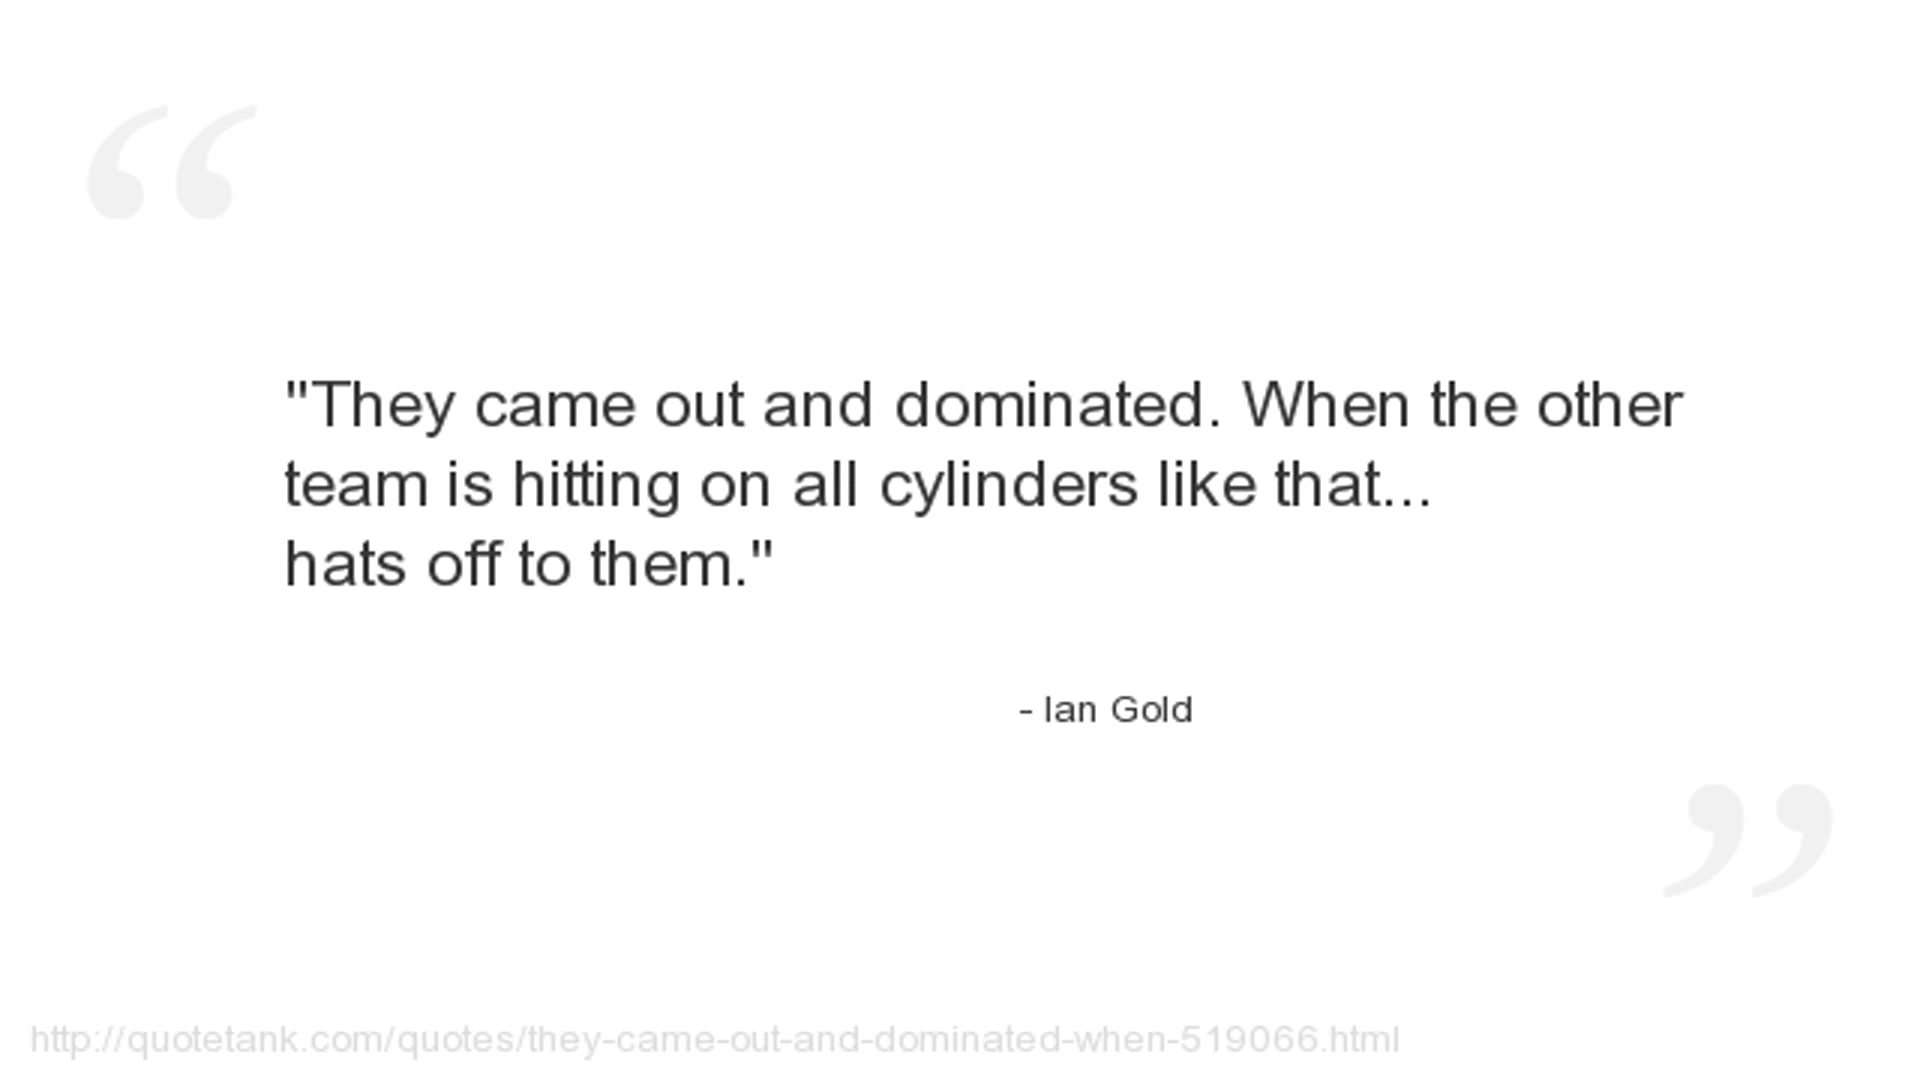 "They came out and dominated. When the other
team is hitting on all cylinders like that...
hats off to them."
- Ian Gold
http://quotetank.com/quotes/they-came-out-and-dominated-when-519066.html